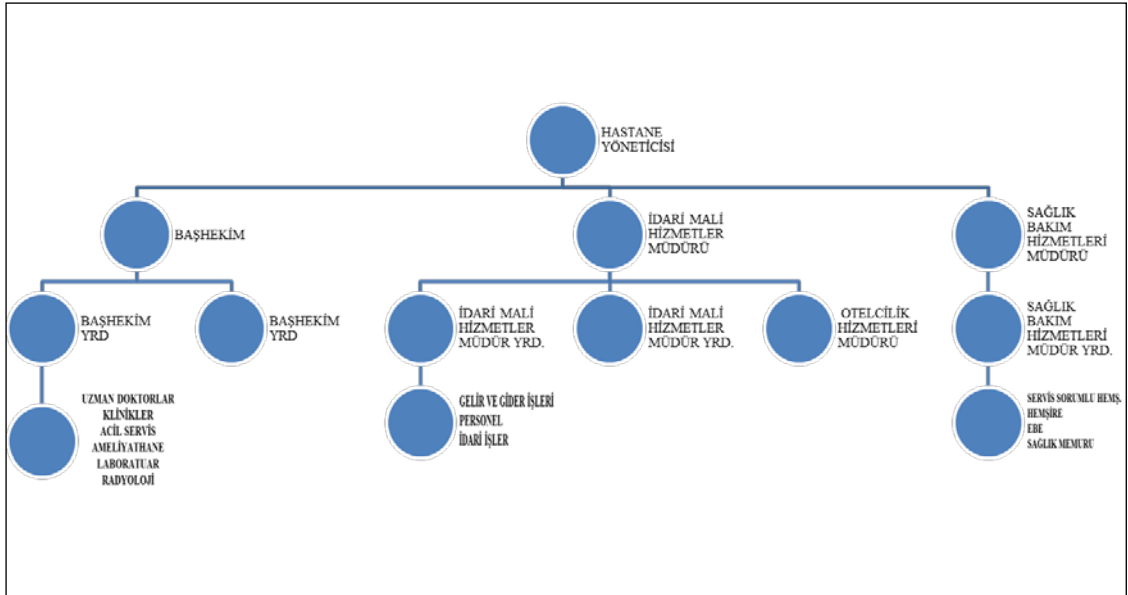 HASTANE
YÖNETİCİSİ
BAŞHEKİM
İDARİ MALİ
HİZMETLER
MÜDÜRÜ
SAĞLIK
BAKIM
HİZMETLERİ
MÜDÜRÜ
BAŞHEKİM
YRD
BAŞHEKİM
YRD
İDARİ MALİ
HİZMETLER
MÜDÜR YRD.
İDARİ MALİ
HİZMETLER
MÜDÜR YRD.
OTELCİLİK
HİZMETLERİ
MÜDÜRÜ
SAĞLIK
BAKIM
HİZMETLERİ
MÜDÜR YRD.
UZMAN DOKTORLAR
KLİNİKLER
ACİL SERVİS
AMELİYATHANE
LABORATUAR
RADYOLOJİ
GELİR VE GİDER İŞLERİ
PERSONEL
İDARİ İŞLER
SERVİS SORUMLU HEMŞ.
HEMŞİRE
EBE
SAĞLIK MEMURU